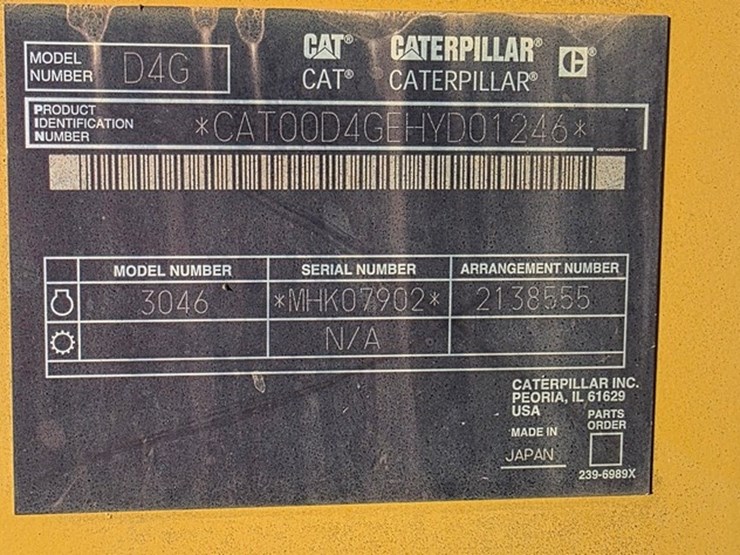 MODEL NUMBER D4G
CAT® CATERPILLAR® C®
CAT® CATERPILLAR®
PRODUCT IDENTIFICATION NUMBER *CAT00D4GEHYD01246*
MODEL NUMBER SERIAL NUMBER ARRANGEMENT NUMBER
3046 *MHK07902* 2138555
N/A
CATERPILLAR INC.
PEORIA, IL 61629
USA
MADE IN
JAPAN
PARTS
ORDER
239-6989X